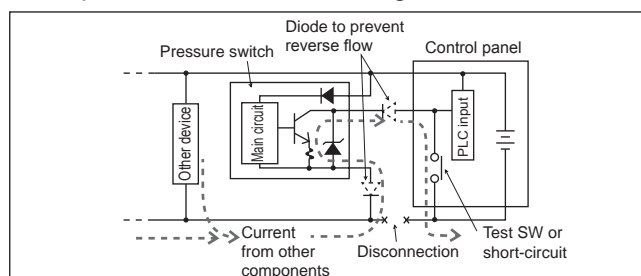 Diode to prevent
reverse flow
Pressure switch
Control panel
Other device
Main circuit
PLC input
Current
from other
components
Disconnection
Test SW or
short-circuit